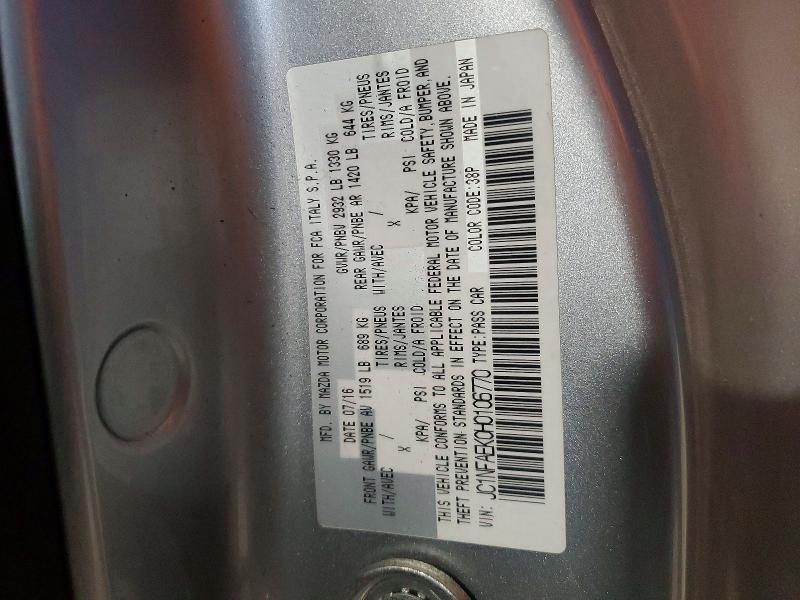 MFD. BY MAZDA MOTOR CORPORATION FOR FCA ITALY S.P.A.
DATE 07/16 GVWR/PNBV 2932 LB 1330 KG
FRONT GAWR/PNBE AV 1519 LB 689 KG REAR GAWR/PNBE AR 1420 LB 644 KG
WITH/AVEC / TIRES/PNEUS WITH/AVEC / TIRES/PNEUS
X RIMS/JANTES X RIMS/JANTES
KPA/ PSI COLD/A FROID KPA/ PSI COLD/A FROID
THIS VEHICLE CONFORMS TO ALL APPLICABLE FEDERAL MOTOR VEHICLE SAFETY, BUMPER, AND
THEFT PREVENTION STANDARDS IN EFFECT ON THE DATE OF MANUFACTURE SHOWN ABOVE.
VIN: JC1NFAEK0H0106770 TYPE:PASS CAR COLOR CODE:38P MADE IN JAPAN